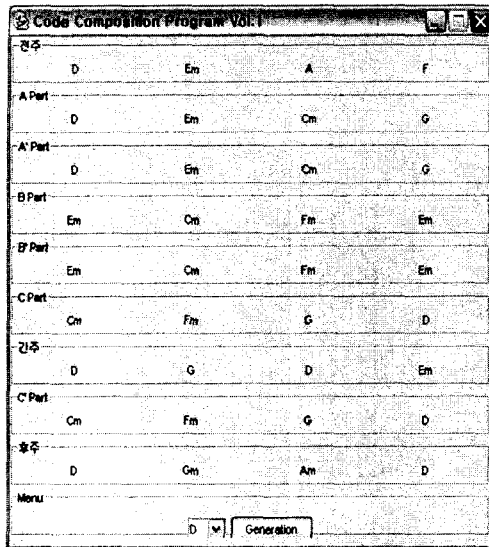 Code Composition Program Vol.1
전주
D Em A F
A Part
D Em Cm G
A' Part
D Em Cm G
B Part
Em Cm Fm Em
B' Part
Em Cm Fm Em
C Part
Cm Fm G D
간주
D G D Em
C' Part
Cm Fm G D
후주
D Gm Am D
Menu
D Generation